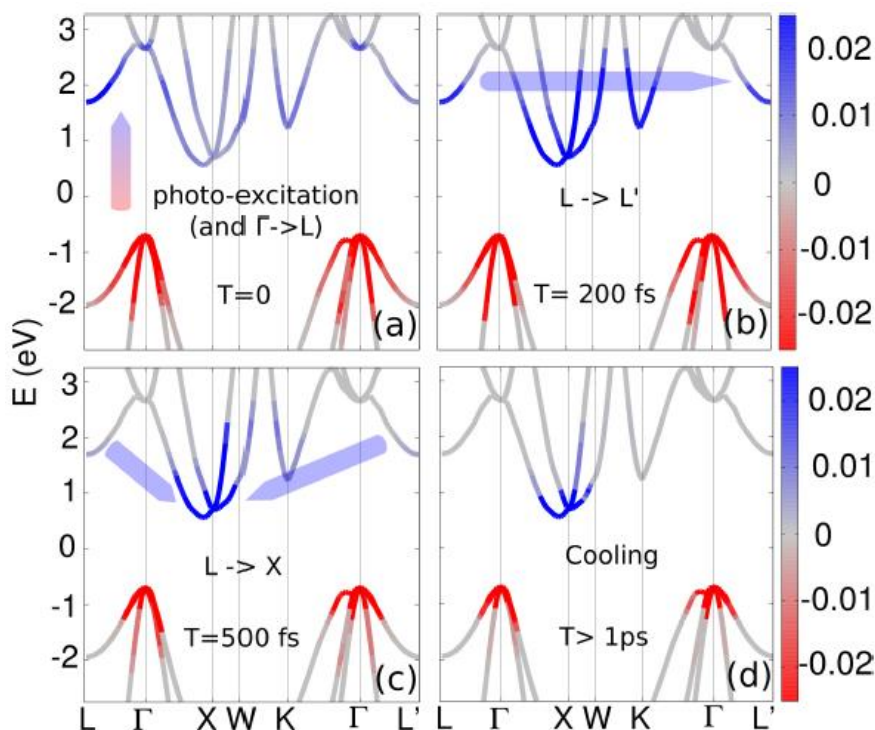 3
2
1
0
-1
-2
photo-excitation
(and Γ->L)
T=0
(a)
L -> L'
T= 200 fs
(b)
0.02
0.01
0
-0.01
-0.02
E (eV)
3
2
1
0
-1
-2
L -> X
T=500 fs
(c)
Cooling
T> 1ps
(d)
0.02
0.01
0
-0.01
-0.02
L Γ X W K Γ L' L Γ X W K Γ L'